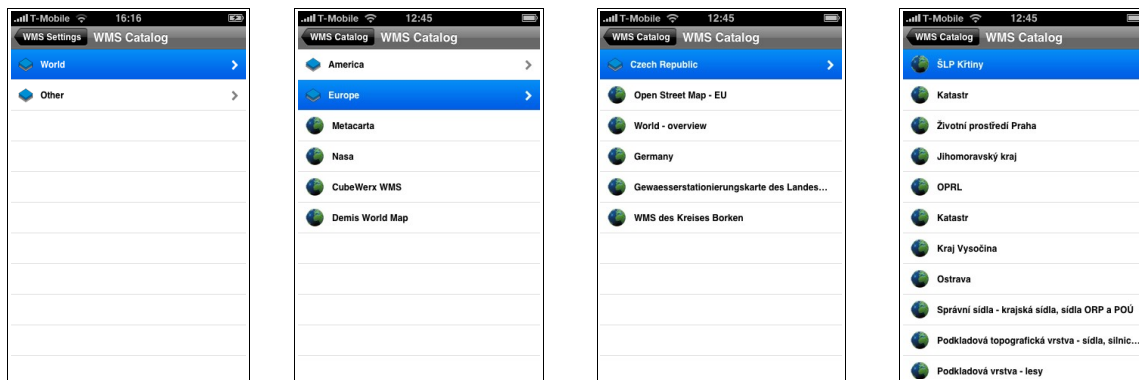 T-Mobile 16:16
WMS Settings WMS Catalog
World
Other
T-Mobile 12:45
WMS Catalog WMS Catalog
America
Europe
Metacarta
Nasa
CubeWerx WMS
Demis World Map
T-Mobile 12:45
WMS Catalog WMS Catalog
Czech Republic
Open Street Map - EU
World - overview
Germany
Gewaesserstationierungskarte des Landes...
WMS des Kreises Borken
T-Mobile 12:45
WMS Catalog WMS Catalog
ŠLP Křtiny
Katastr
Životní prostředí Praha
Jihomoravský kraj
OPRL
Katastr
Kraj Vysočina
Ostrava
Správní sídla - krajská sídla, sídla ORP a POÚ
Podkladová topografická vrstva - sídla, silnic...
Podkladová vrstva - lesy